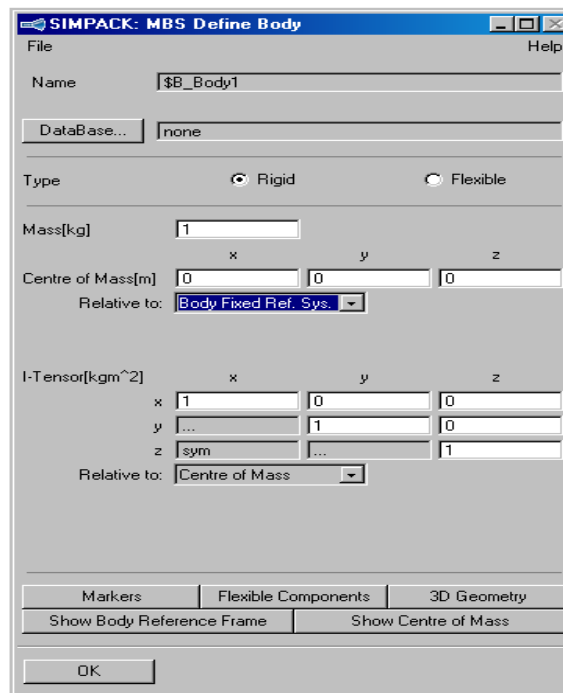 SIMPACK: MBS Define Body
File Help
Name $B_Body1
DataBase... none
Type Rigid Flexible
Mass[kg] 1
x y z
Centre of Mass[m] 0 0 0
Relative to: Body Fixed Ref. Sys.
I-Tensor[kgm^2] x y z
x 1 0 0
y ... 1 0
z sym ... 1
Relative to: Centre of Mass
Markers Flexible Components 3D Geometry
Show Body Reference Frame Show Centre of Mass
OK